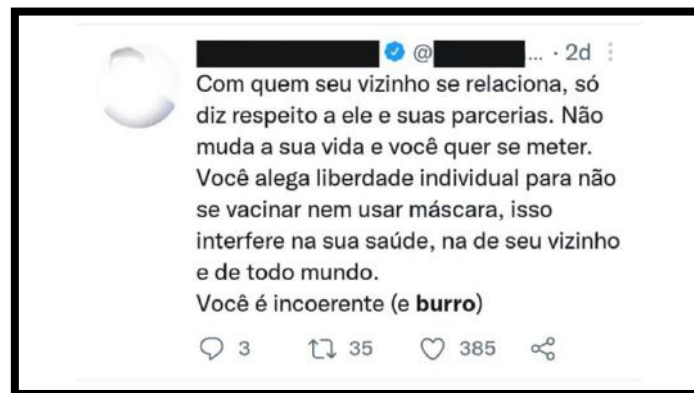 @ ... · 2d
Com quem seu vizinho se relaciona, só
diz respeito a ele e suas parcerias. Não
muda a sua vida e você quer se meter.
Você alega liberdade individual para não
se vacinar nem usar máscara, isso
interfere na sua saúde, na de seu vizinho
e de todo mundo.
Você é incoerente (e burro)
3 35 385